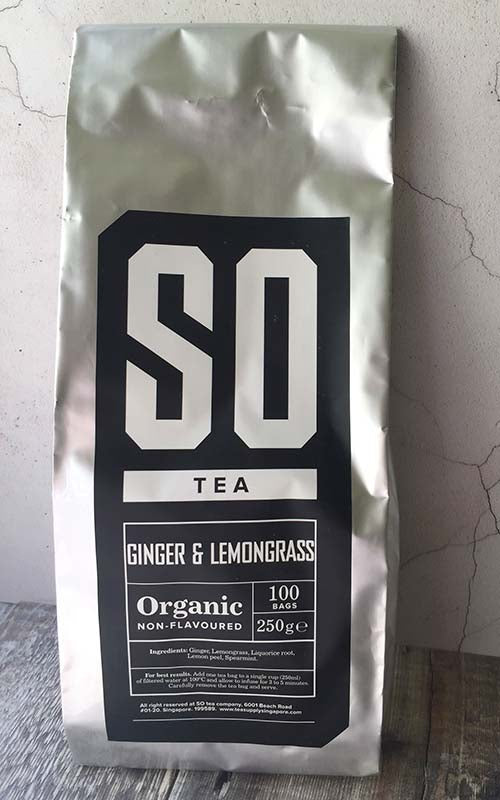 SO
TEA
GINGER & LEMONGRASS
Organic
NON-FLAVOURED
100
BAGS
250g℮
Ingredients: Ginger, Lemongrass, Liquorice root,
Lemon peel, Spearmint.
For best results. Add one tea bag to a single cup (250ml)
of filtered water at 100°C and allow to infuse for 3 to 5 minutes.
Carefully remove the tea bag and serve.
All right reserved at SO tea company. 6001 Beach Road
#01-20. Singapore. 199589. www.teasupplysingapora.com